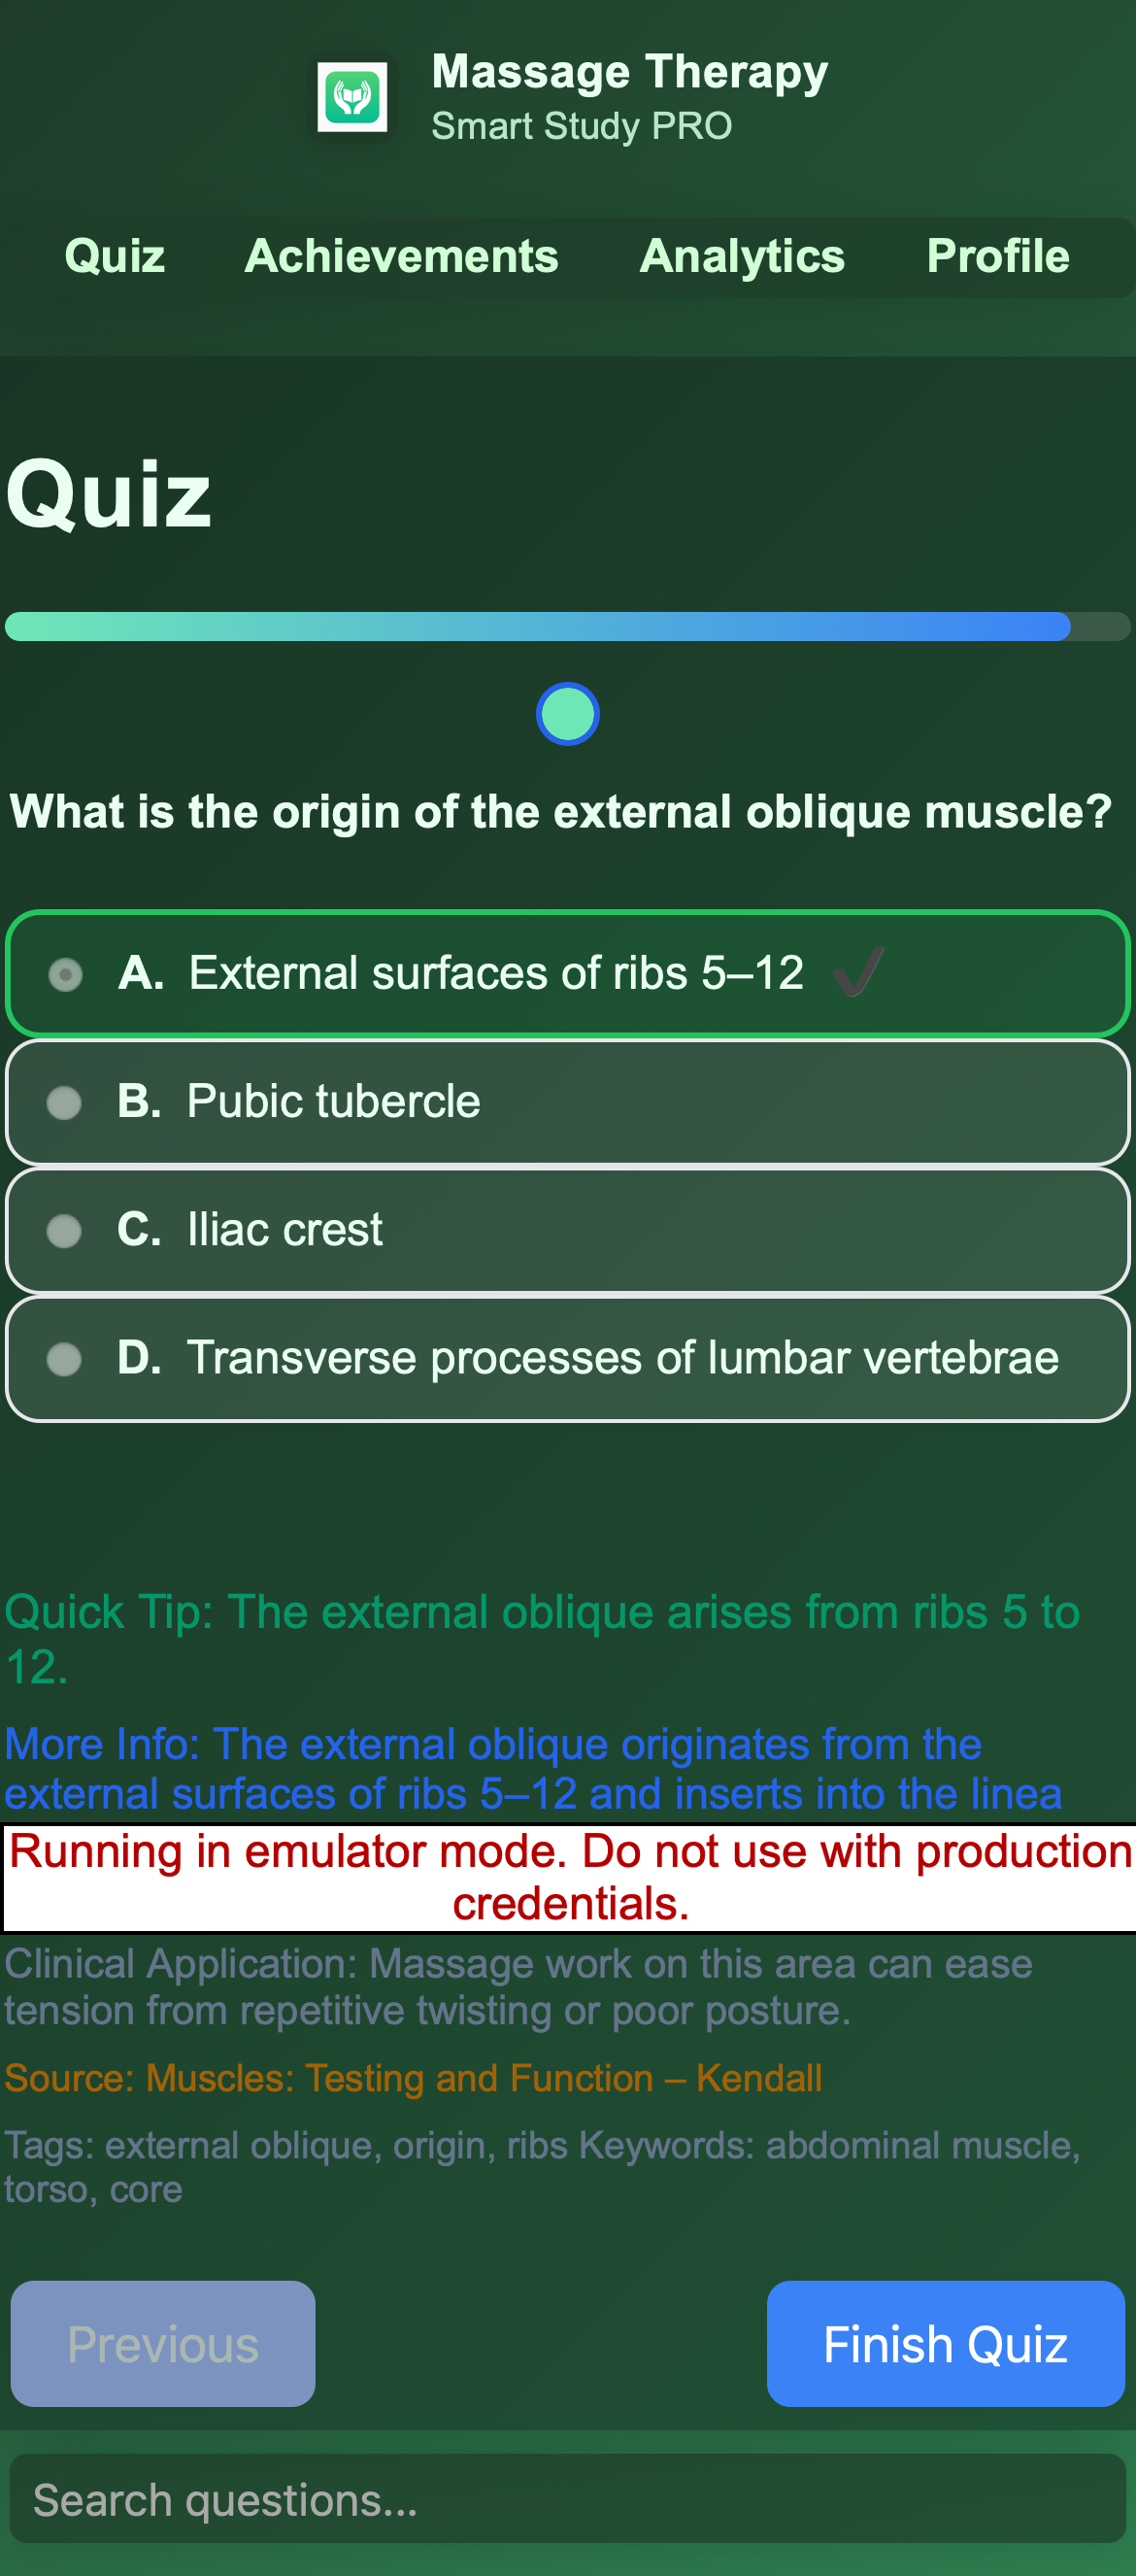 Massage Therapy
Smart Study PRO
Quiz Achievements Analytics Profile
Quiz
What is the origin of the external oblique muscle?
A. External surfaces of ribs 5–12 ✔
B. Pubic tubercle
C. Iliac crest
D. Transverse processes of lumbar vertebrae
Quick Tip: The external oblique arises from ribs 5 to
12.
More Info: The external oblique originates from the
external surfaces of ribs 5–12 and inserts into the linea
Running in emulator mode. Do not use with production
credentials.
Clinical Application: Massage work on this area can ease
tension from repetitive twisting or poor posture.
Source: Muscles: Testing and Function – Kendall
Tags: external oblique, origin, ribs Keywords: abdominal muscle,
torso, core
Previous Finish Quiz
Search questions...